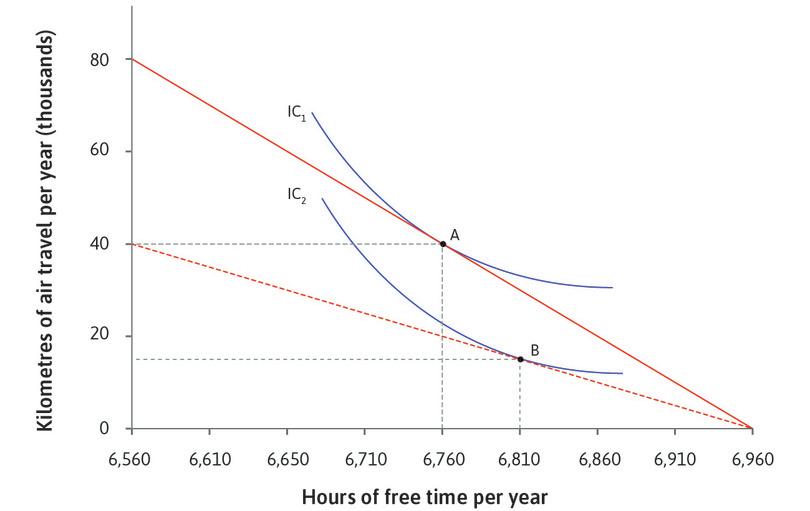 Kilometres of air travel per year (thousands)
80
60
40
20
0
IC1
IC2
A
B
6,560 6,610 6,650 6,710 6,760 6,810 6,860 6,910 6,960
Hours of free time per year